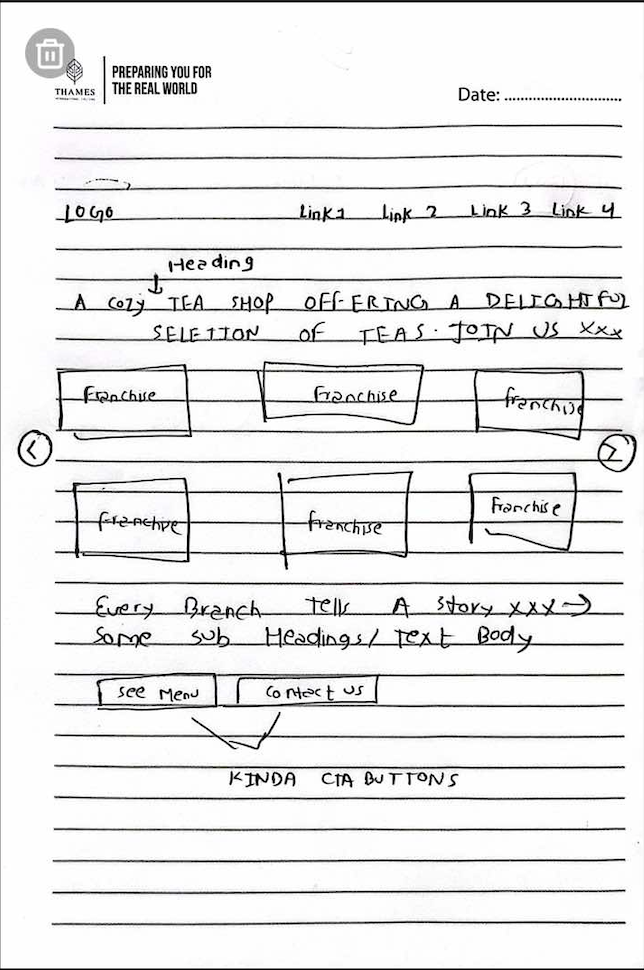 THAMES
PREPARING YOU FOR
THE REAL WORLD
Date: ..............................
LOGO Link1 Link 2 Link 3 Link 4
Heading
A cozy TEA SHOP OFFERING A DELIGHTFUL
SELETION OF TEAS. JOIN US xxx
Franchise Franchise franchise
< >
Franchise Franchise Franchise
Every Branch Tells A Story xxx →
Some sub Headings/ Text Body
See Menu Contact US
KINDA CTA BUTTONS